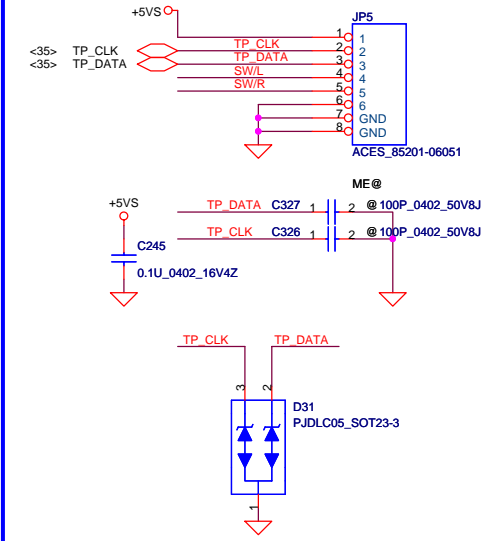 +5VS
JP5
<35> TP_CLK
TP_CLK
1 1
2 2
<35> TP_DATA
TP_DATA
3 3
SW/L
4 4
SW/R
5 5
6 6
7 GND
8 GND
ACES_85201-06051
ME@
+5VS
TP_DATA C327 1 2 @100P_0402_50V8J
TP_CLK C326 1 2 @100P_0402_50V8J
C245
0.1U_0402_16V4Z
TP_CLK
TP_DATA
3
2
D31
PJDLC05_SOT23-3
1